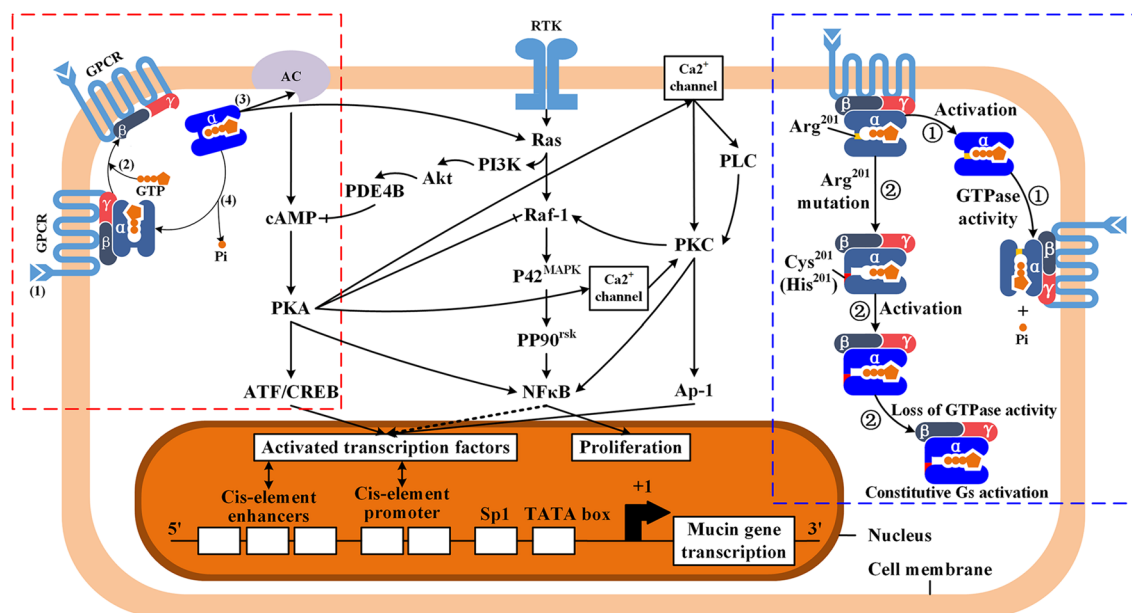 GPCR
γ
β
α
(3)
(2)
GTP
(4)
Pi
GPCR
γ
β
α
(1)
AC
cAMP
PKA
ATF/CREB
PDE4B
Akt
PI3K
RTK
Ras
Raf-1
P42MAPK
PP90rsk
NFκB
Ca2+
channel
Ca2+
channel
PLC
PKC
Ap-1
β
γ
α
Arg201
Activation
①
α
GTPase
activity
①
Arg201
mutation
②
β
γ
α
Cys201
(His201)
②
Activation
β
γ
α
α
β
γ
+
Pi
②
Loss of GTPase activity
β
γ
α
Constitutive Gs activation
Activated transcription factors
Proliferation
Cis-element
enhancers
Cis-element
promoter
Sp1
TATA box
+1
5'
Mucin gene
transcription
3'
Nucleus
Cell membrane